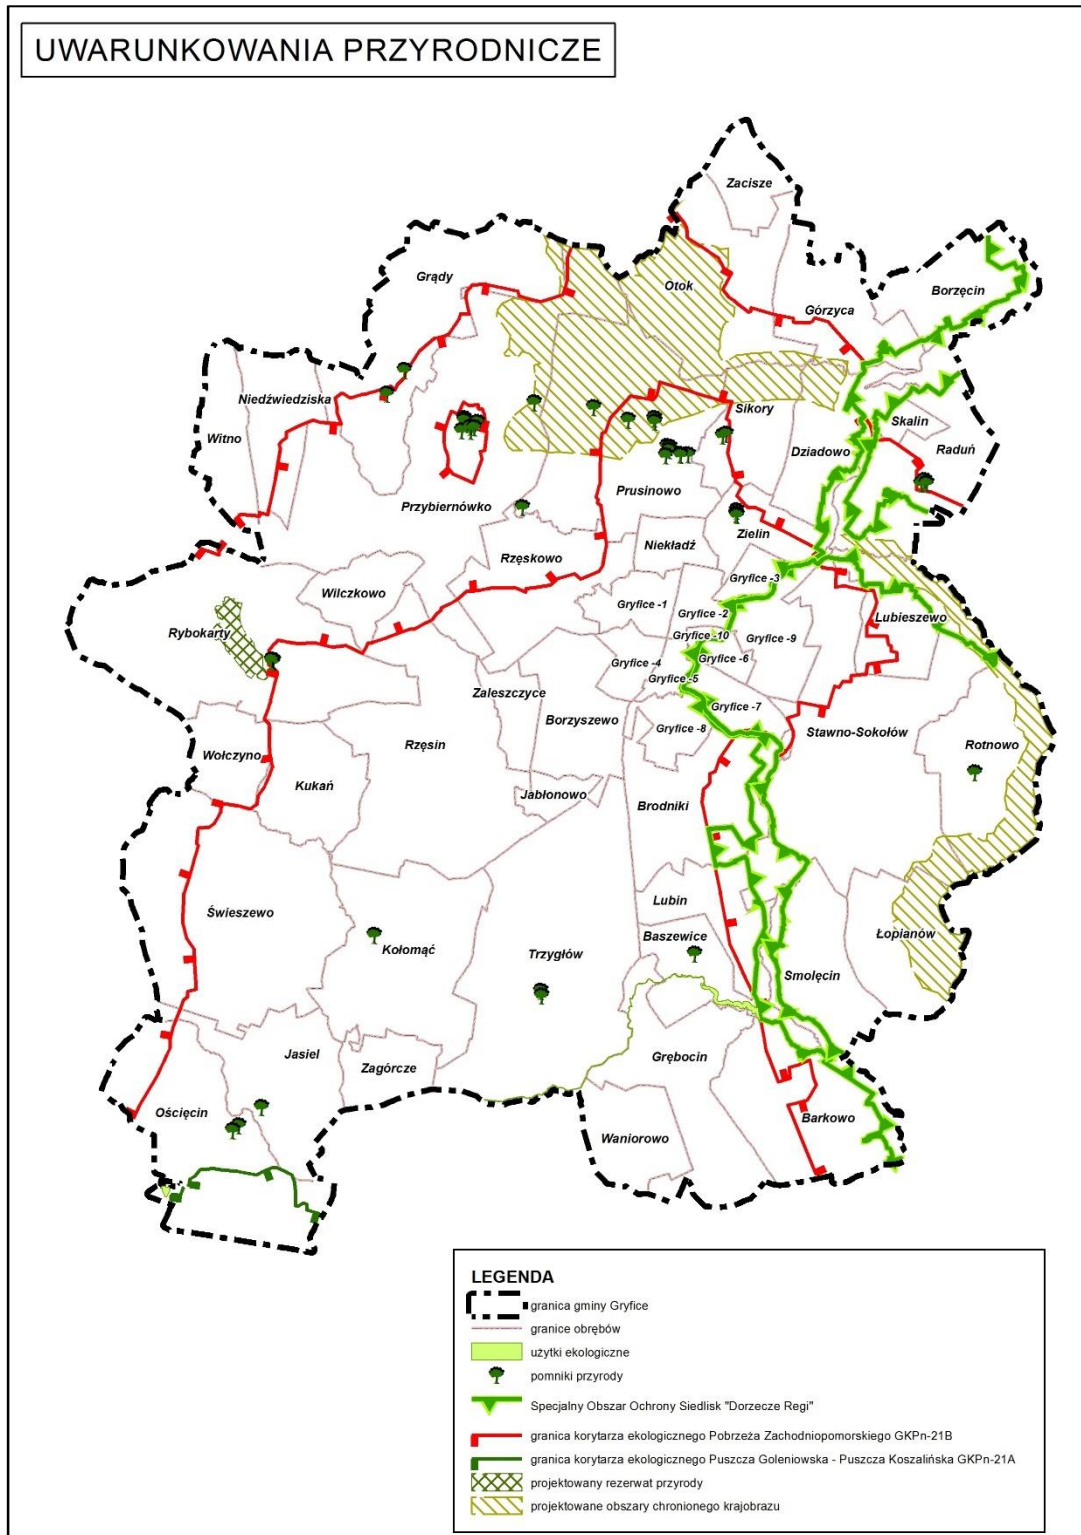 UWARUNKOWANIA PRZYRODNICZE
Zacisze
Grądy
Otok
Borzęcin
Górzyca
Niedźwiedziska
Witno
Sikory
Skalin
Raduń
Dziadowo
Przybiernówko
Prusinowo
Rzęskowo
Niekładź
Zielin
Wilczkowo
Gryfice -3
Gryfice -1
Gryfice -2
Lubieszewo
Rybokarty
Gryfice -10
Gryfice -9
Gryfice -4
Gryfice -6
Gryfice -5
Zaleszczyce
Gryfice -7
Borzyszewo
Gryfice -8
Stawno-Sokołów
Rzęsin
Rotnowo
Wołczyno
Kukań
Jabłonowo
Brodniki
Lubin
Świeszewo
Baszewice
Łopianów
Kołomąć
Trzygłów
Smolęcin
Jasiel
Grębocin
Zagórcze
Ościęcin
Barkowo
Waniorowo
LEGENDA
granica gminy Gryfice
granice obrębów
użytki ekologiczne
pomniki przyrody
Specjalny Obszar Ochrony Siedlisk "Dorzecze Regi"
granica korytarza ekologicznego Pobrzeża Zachodniopomorskiego GKPn-21B
granica korytarza ekologicznego Puszcza Goleniowska - Puszcza Koszalińska GKPn-21A
projektowany rezerwat przyrody
projektowane obszary chronionego krajobrazu